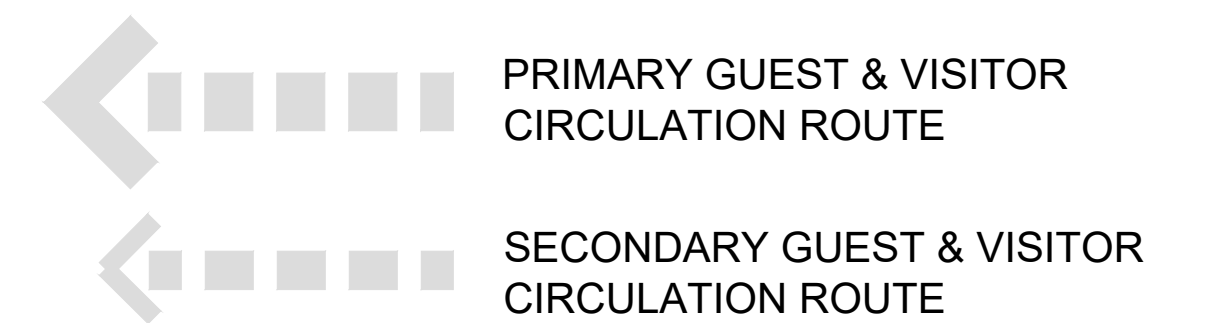 PRIMARY GUEST & VISITOR
CIRCULATION ROUTE
SECONDARY GUEST & VISITOR
CIRCULATION ROUTE